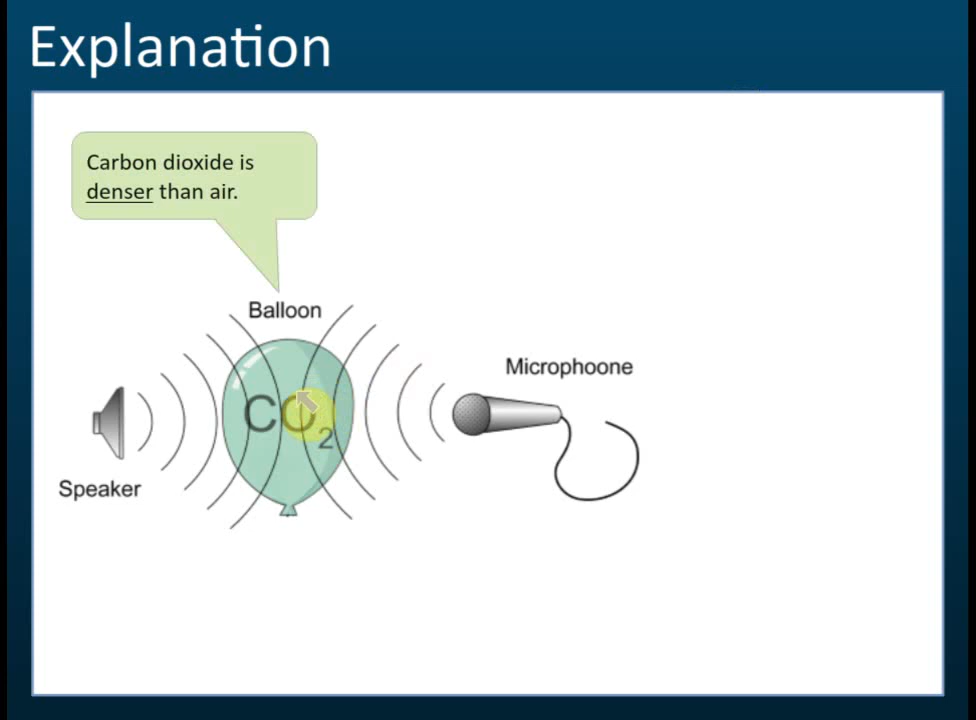 Explanation
Carbon dioxide is
denser than air.
Balloon
Microphoone
CO2
Speaker